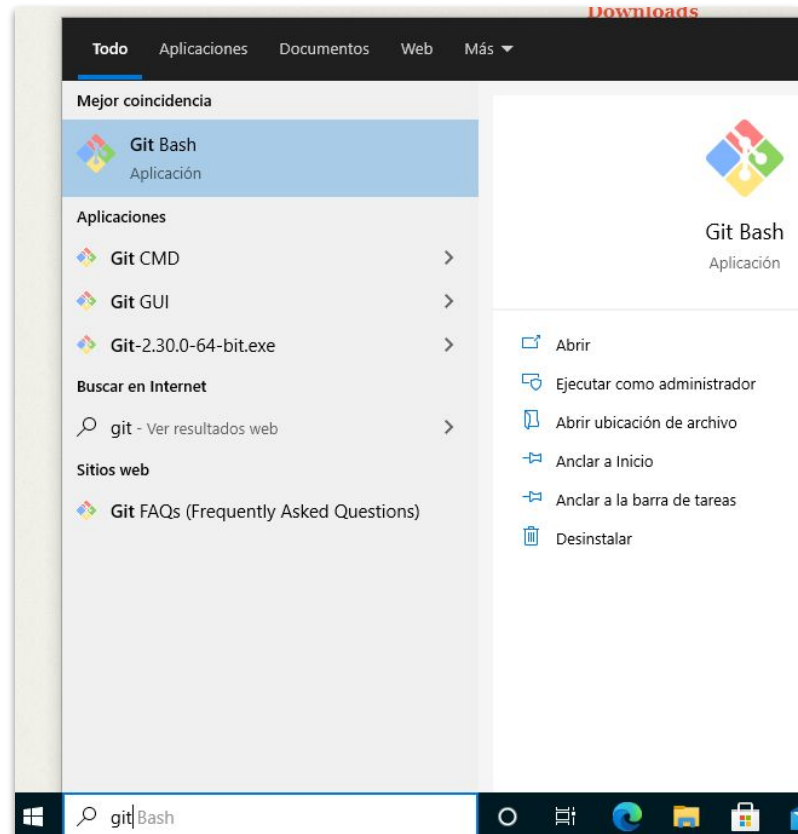 Downloads
Todo Aplicaciones Documentos Web Más
Mejor coincidencia
Git Bash
Aplicación
Aplicaciones
Git CMD
Git GUI
Git-2.30.0-64-bit.exe
Buscar en Internet
git - Ver resultados web
Sitios web
Git FAQs (Frequently Asked Questions)
Git Bash
Aplicación
Abrir
Ejecutar como administrador
Abrir ubicación de archivo
Anclar a Inicio
Anclar a la barra de tareas
Desinstalar
git Bash